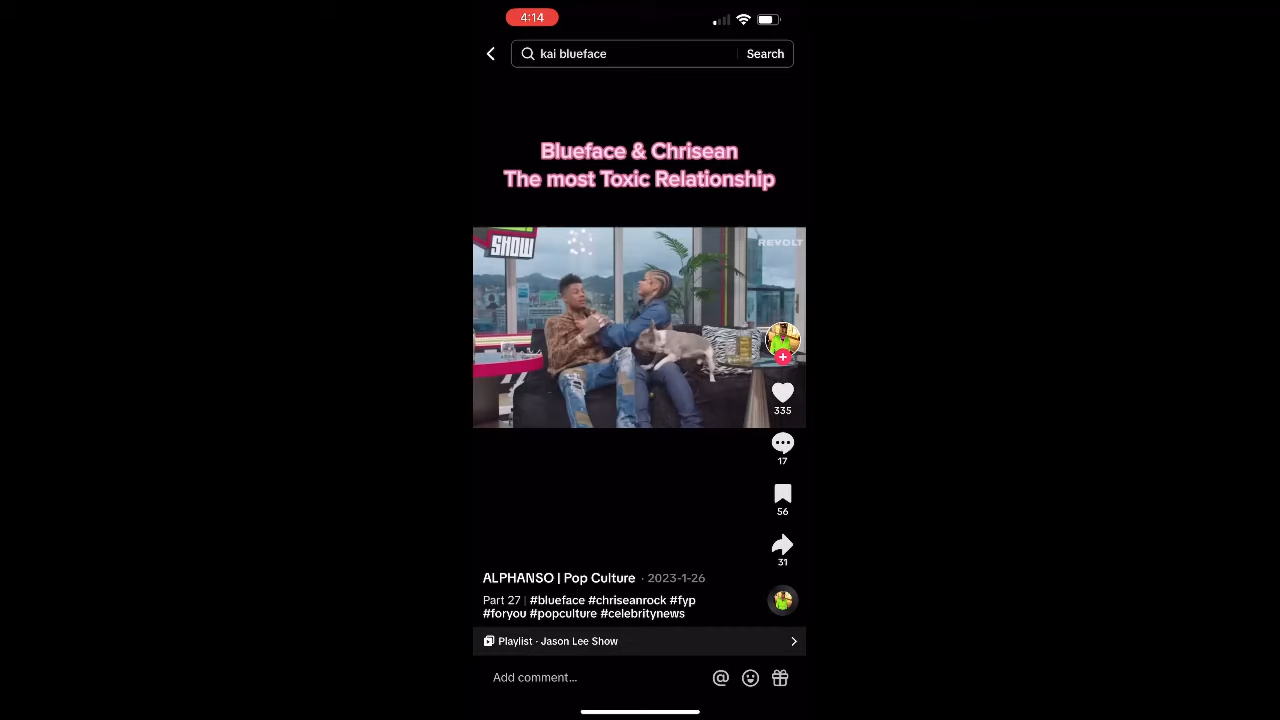 4:14
kai blueface
Search
Blueface & Chrisean
The most Toxic Relationship
SHOW
REVOLT
335
17
56
31
ALPHANSO | Pop Culture · 2023-1-26
Part 27 | #blueface #chriseanrock #fyp
#foryou #popculture #celebritynews
Playlist · Jason Lee Show
Add comment...